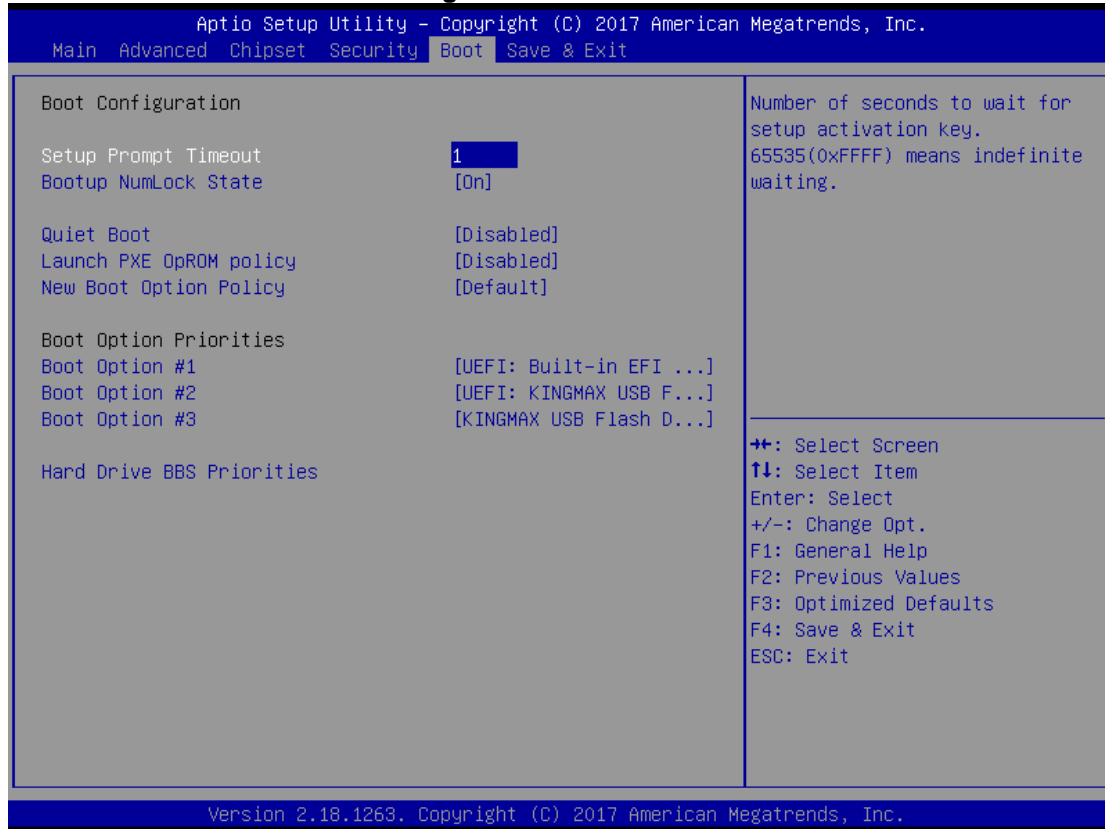 Aptio Setup Utility – Copyright (C) 2017 American Megatrends, Inc.
Main Advanced Chipset Security Boot Save & Exit
Boot Configuration
Setup Prompt Timeout 1
Bootup NumLock State [On]
Quiet Boot [Disabled]
Launch PXE OpROM policy [Disabled]
New Boot Option Policy [Default]
Boot Option Priorities
Boot Option #1 [UEFI: Built-in EFI ...]
Boot Option #2 [UEFI: KINGMAX USB F...]
Boot Option #3 [KINGMAX USB Flash D...]
Hard Drive BBS Priorities
Number of seconds to wait for
setup activation key.
65535(0xFFFF) means indefinite
waiting.
→←: Select Screen
↑↓: Select Item
Enter: Select
+/-: Change Opt.
F1: General Help
F2: Previous Values
F3: Optimized Defaults
F4: Save & Exit
ESC: Exit
Version 2.18.1263. Copyright (C) 2017 American Megatrends, Inc.